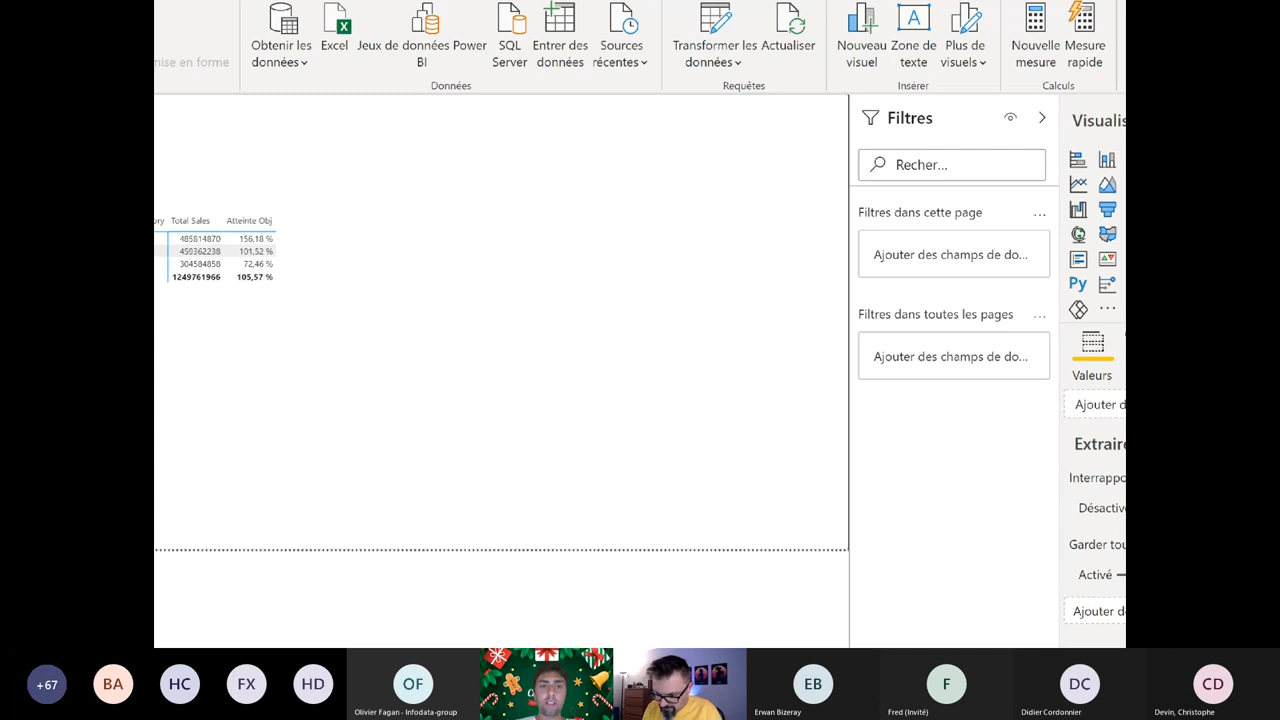 mise en forme
Obtenir les données
Excel
Jeux de données Power BI
SQL Server
Entrer des données
Sources récentes
Données
Transformer les données
Actualiser
Requêtes
Nouveau visuel
Zone de texte
Plus de visuels
Insérer
Nouvelle mesure
Mesure rapide
Calculs
Filtres
Recher...
Filtres dans cette page ...
Ajouter des champs de do...
Filtres dans toutes les pages ...
Ajouter des champs de do...
Visualis
Py
Valeurs
Ajouter d
Extraire
Interrappo
Désactivé
Garder tou
Activé
Ajouter de
ory Total Sales Atteinte Obj
485814870 156,18 %
459362238 101,52 %
304584858 72,46 %
1249761966 105,57 %
+67
BA
HC
FX
HD
OF
Olivier Fagan - Infodata-group
EB
Erwan Bizeray
F
Fred (Invité)
DC
Didier Cordonnier
CD
Devin, Christophe